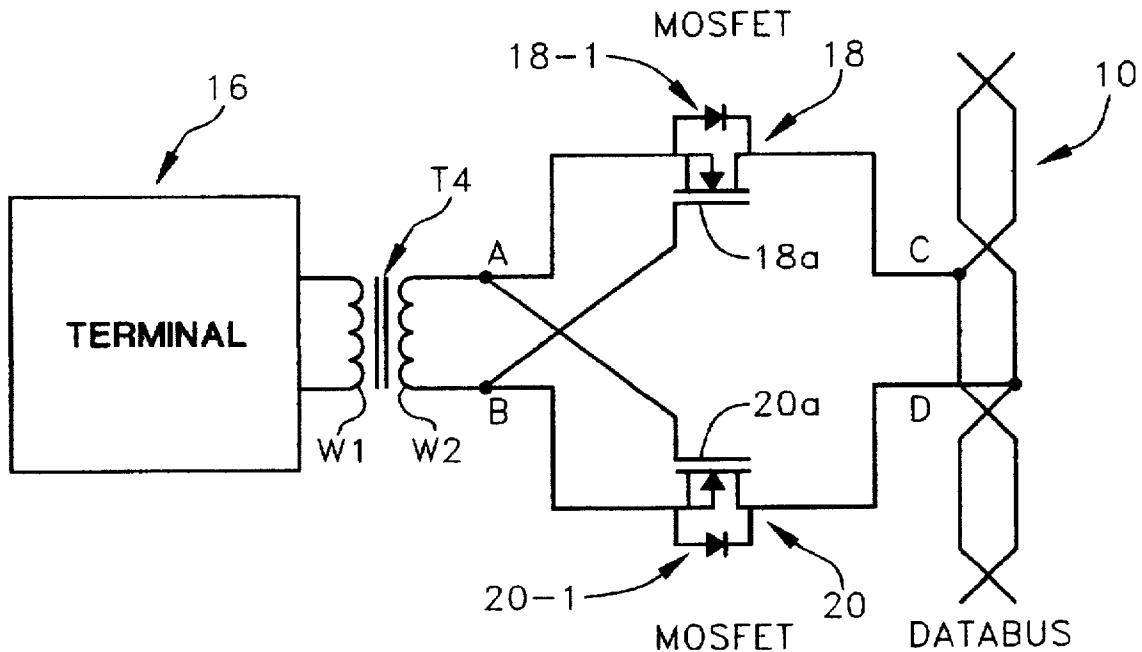 MOSFET
18-1
18
10
16
T4
A
18a
C
TERMINAL
B
20a
D
W1
W2
20-1
20
MOSFET
DATABUS